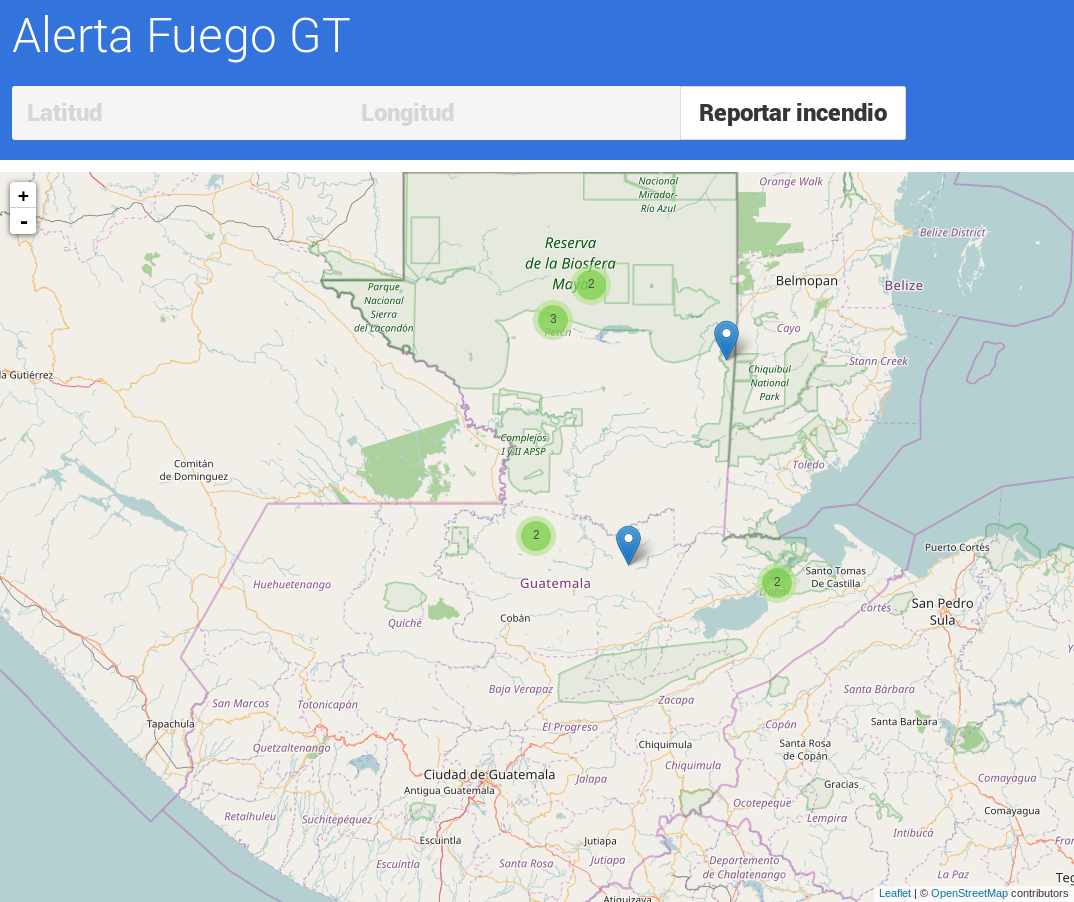 Alerta Fuego GT
Latitud
Longitud
Reportar incendio
+
-
Nacional
Mirador-
Río Azul
Orange Walk
Belize District
Reserva
de la Biosfera
Maya
2
Belmopan
Belize
Parque
Nacional
Sierra
del Lacandón
3
Petén
Cayo
la Gutiérrez
Stann Creek
Chiquibul
National
Park
Complejos
I y II APSP
Comitán
de Dominguez
Toledo
2
Puerto Cortés
Santo Tomas
De Castilla
Guatemala
2
Izabal
Huehuetenango
Cortés
San Pedro
Sula
Quiché
Cobán
Baja Verapaz
Santa Bárbara
San Marcos
Totonicapán
Zacapa
Tapachula
El Progreso
Copán
Santa Barbara
Quetzaltenango
Chiquimula
Santa Rosa
de Copán
Chiquimula
Ciudad de Guatemala
Antigua Guatemala
Jalapa
Gracias
Comayagua
Ocotepeque
Retalhuleu
Suchitepéquez
Lempira
Comayagua
Intibucá
Escuintla
Jutiapa
Fran
Escuintla
Santa Rosa
Jutiapa
Departamento
de Chalatenango
La Paz
Teg
Atiquizaya
Leaflet | © OpenStreetMap contributors